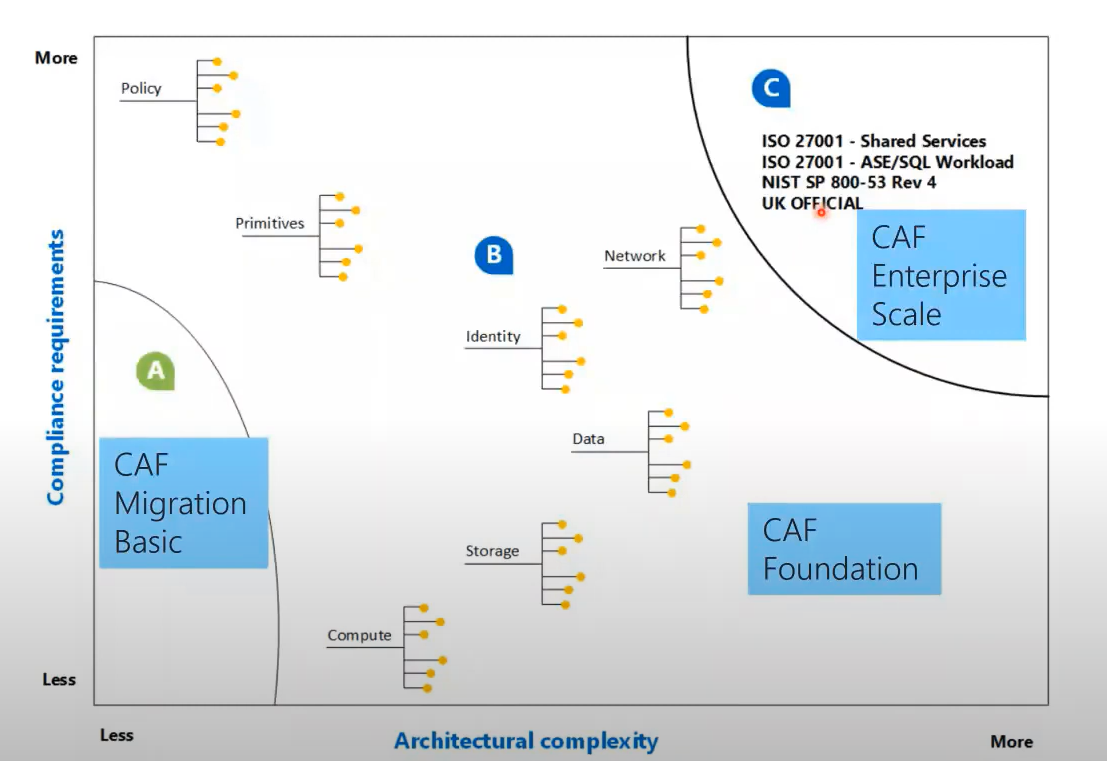 More
Policy
C
ISO 27001 - Shared Services
ISO 27001 - ASE/SQL Workload
NIST SP 800-53 Rev 4
UK OFFICIAL
CAF
Enterprise
Scale
Primitives
B
Network
Identity
Compliance requirements
A
CAF
Migration
Basic
Data
CAF
Foundation
Storage
Compute
Less
Less
Architectural complexity
More